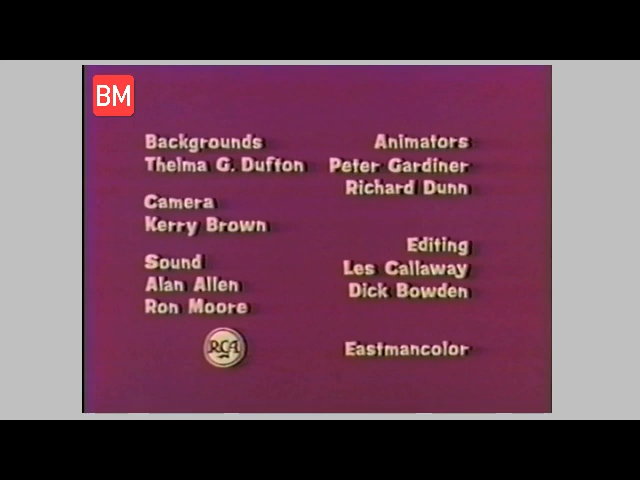 BM
Backgrounds
Thelma G. Dufton
Camera
Kerry Brown
Sound
Alan Allen
Ron Moore
RCA
Animators
Peter Gardiner
Richard Dunn
Editing
Les Callaway
Dick Bowden
Eastmancolor